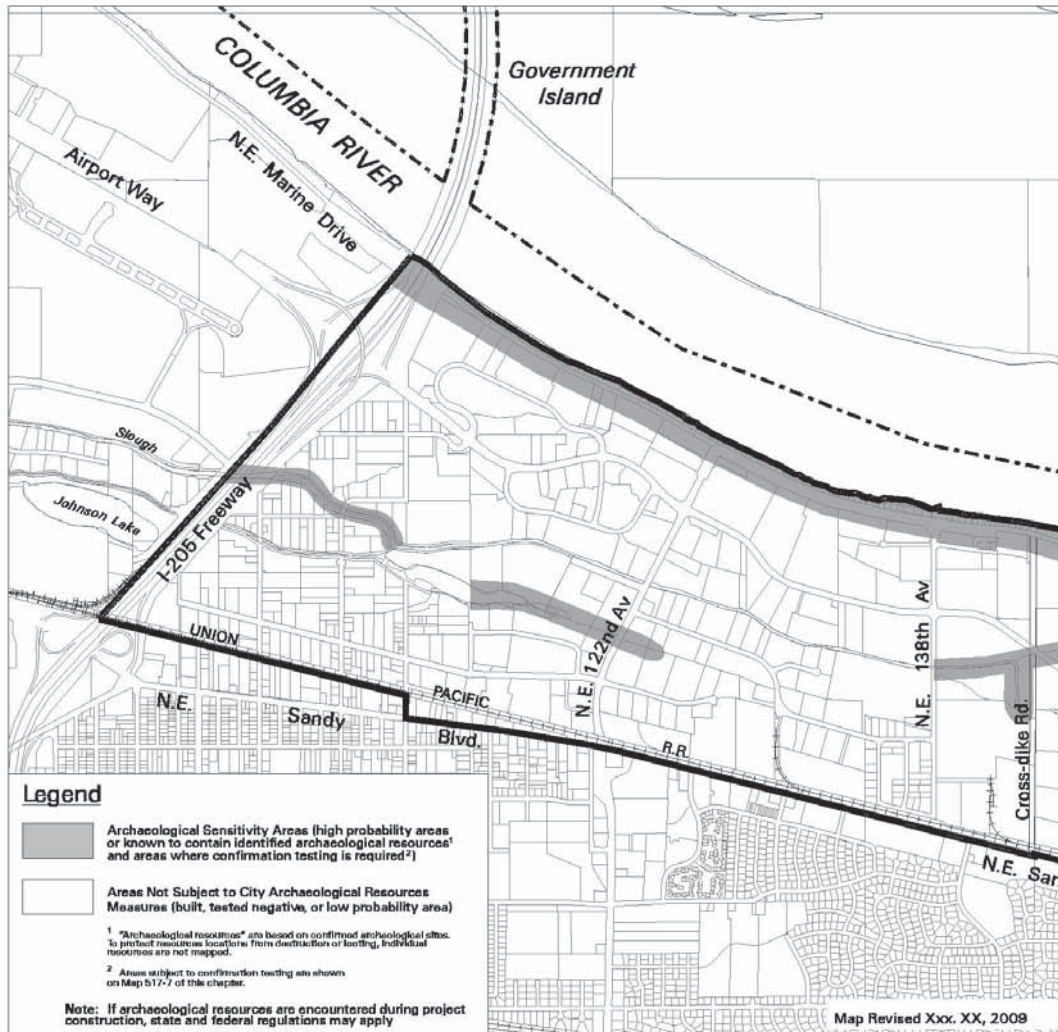 COLUMBIA RIVER
Government
Island
N.E. Marine Drive
Airport Way
Slough
Johnson Lake
I-205 Freeway
N.E. 122nd Av
N.E. 138th Av
Cross-dike Rd.
UNION PACIFIC R.R.
N.E. Sandy Blvd.
N.E. San
Legend
Archaeological Sensitivity Areas (high probability areas
or known to contain identified archaeological resources¹
and areas where confirmation testing is required²)
Areas Not Subject to City Archaeological Resources
Measures (built, tested negative, or low probability area)
¹ "Archaeological resources" are based on confirmed archaeological sites.
To protect resources locations from destruction or looting, individual
resources are not mapped.
² Areas subject to confirmation testing are shown
on Map 517-7 of this chapter.
Note: If archaeological resources are encountered during project
construction, state and federal regulations may apply
Map Revised Xxx. XX, 2009